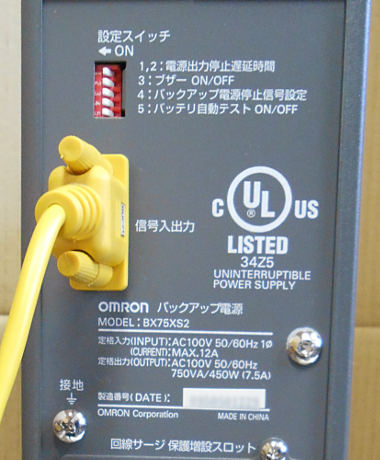 設定スイッチ
← ON
1,2：電源出力停止遅延時間
3：ブザー ON/OFF
4：バックアップ電源停止信号設定
5：バッテリ自動テスト ON/OFF
信号入出力
C UL ® US
LISTED
34Z5
UNINTERRUPTIBLE
POWER SUPPLY
OMRON バックアップ電源
MODEL: BX75XS2
定格入力(INPUT):AC100V 50/60Hz 1Φ
(CURRENT):MAX.12A
定格出力(OUTPUT):AC100V 50/60Hz
750VA/450W (7.5A)
接地
製造番号(DATE):
OMRON Corporation MADE IN CHINA
回線サージ 保護増設スロット